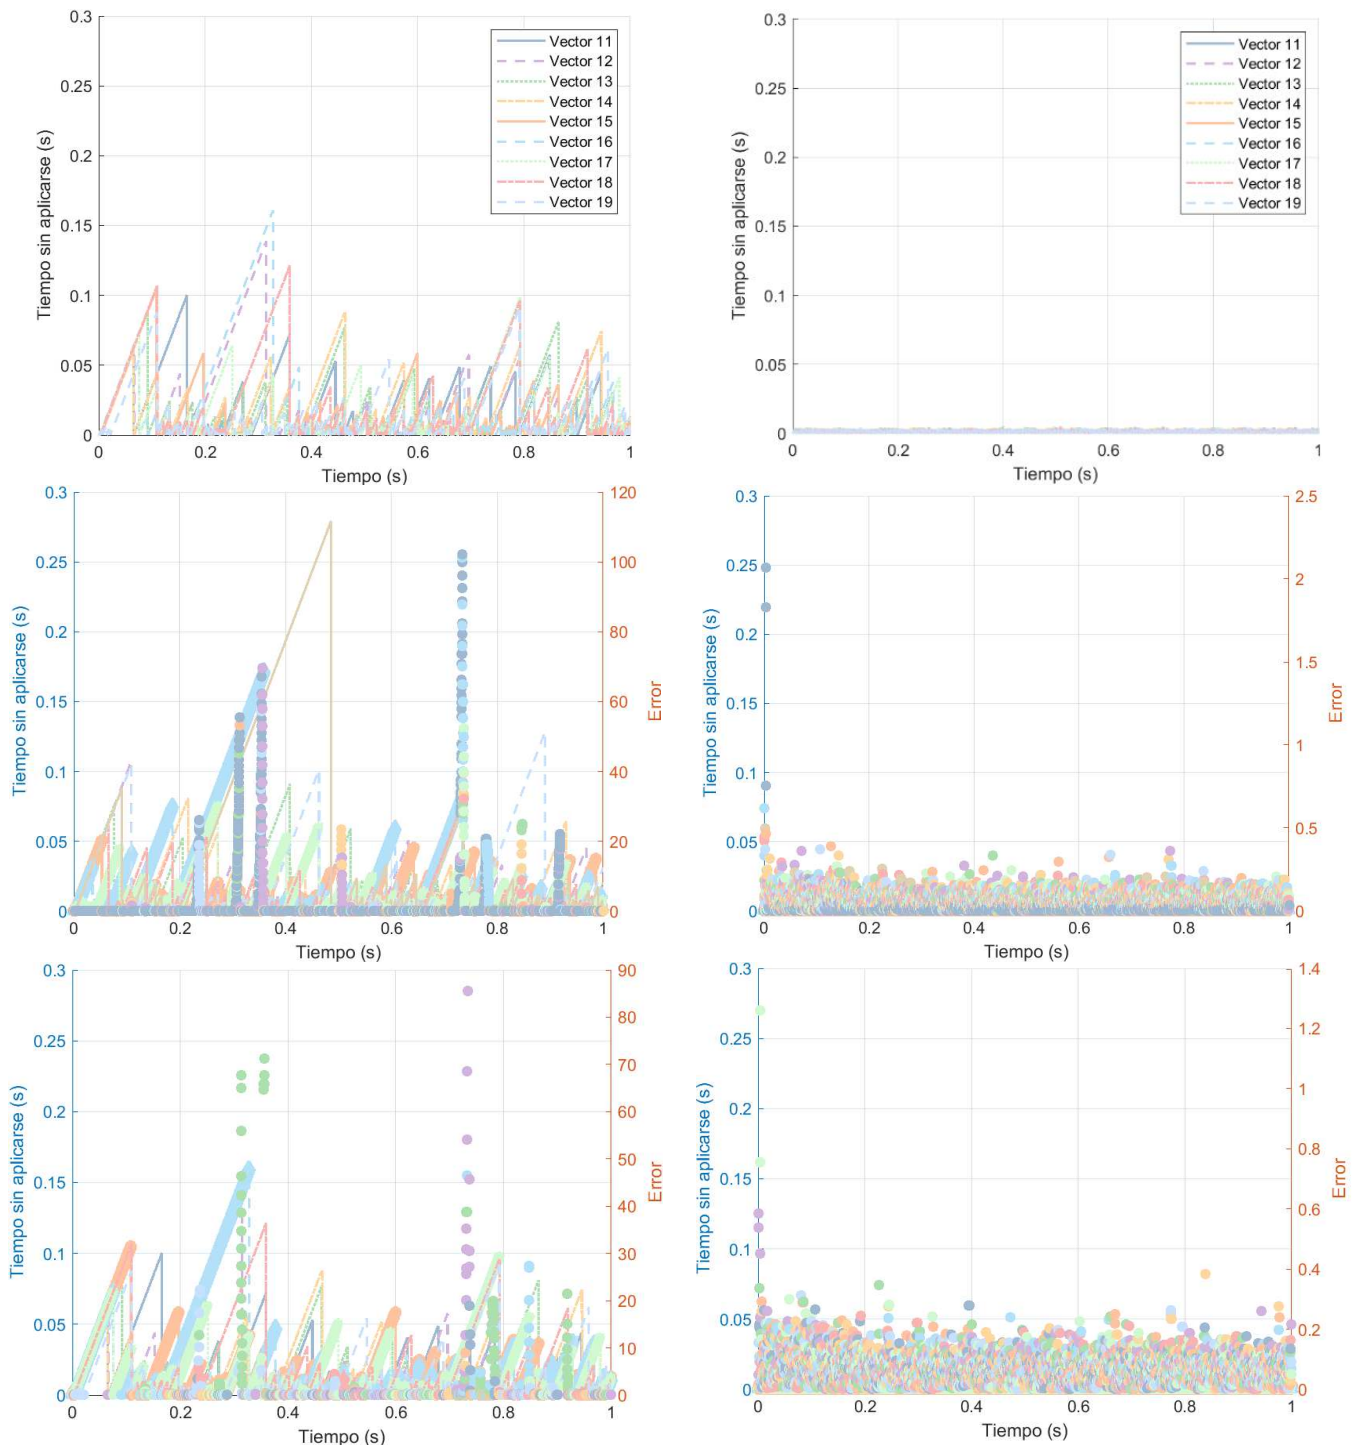 0.3
0.25
0.2
0.15
0.1
0.05
0
Tiempo sin aplicarse (s)
0 0.2 0.4 0.6 0.8 1
Tiempo (s)
Vector 11
Vector 12
Vector 13
Vector 14
Vector 15
Vector 16
Vector 17
Vector 18
Vector 19
0.3
0.25
0.2
0.15
0.1
0.05
0
Tiempo sin aplicarse (s)
0 0.2 0.4 0.6 0.8 1
Tiempo (s)
Vector 11
Vector 12
Vector 13
Vector 14
Vector 15
Vector 16
Vector 17
Vector 18
Vector 19
0.3
0.25
0.2
0.15
0.1
0.05
0
Tiempo sin aplicarse (s)
0 0.2 0.4 0.6 0.8 1
Tiempo (s)
120
100
80
60
40
20
0
Error
0.3
0.25
0.2
0.15
0.1
0.05
0
Tiempo sin aplicarse (s)
0 0.2 0.4 0.6 0.8 1
Tiempo (s)
2.5
2
1.5
1
0.5
0
Error
0.3
0.25
0.2
0.15
0.1
0.05
0
Tiempo sin aplicarse (s)
0 0.2 0.4 0.6 0.8 1
Tiempo (s)
90
80
70
60
50
40
30
20
10
0
Error
0.3
0.25
0.2
0.15
0.1
0.05
0
Tiempo sin aplicarse (s)
0 0.2 0.4 0.6 0.8 1
Tiempo (s)
1.4
1.2
1
0.8
0.6
0.4
0.2
0
Error